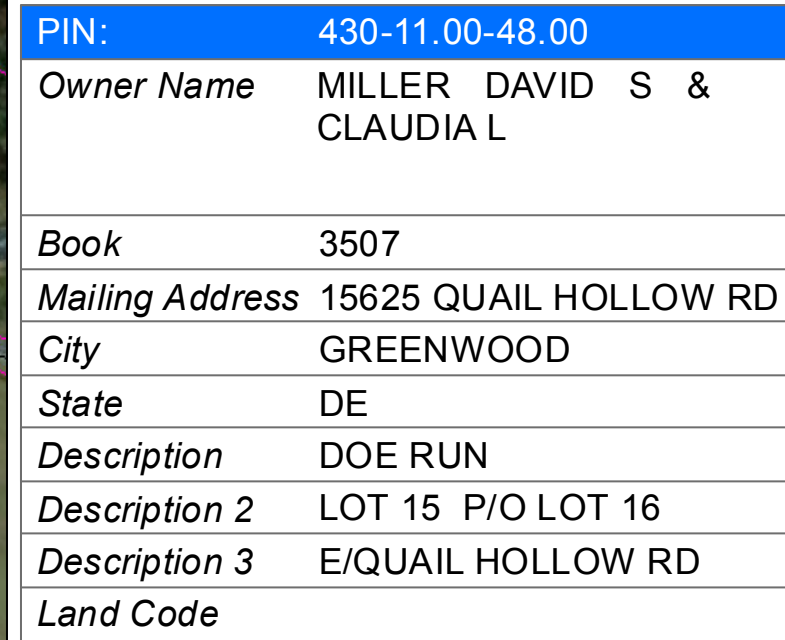 PIN: 430-11.00-48.00
Owner Name MILLER DAVID S &
CLAUDIA L
Book 3507
Mailing Address 15625 QUAIL HOLLOW RD
City GREENWOOD
State DE
Description DOE RUN
Description 2 LOT 15 P/O LOT 16
Description 3 E/QUAIL HOLLOW RD
Land Code